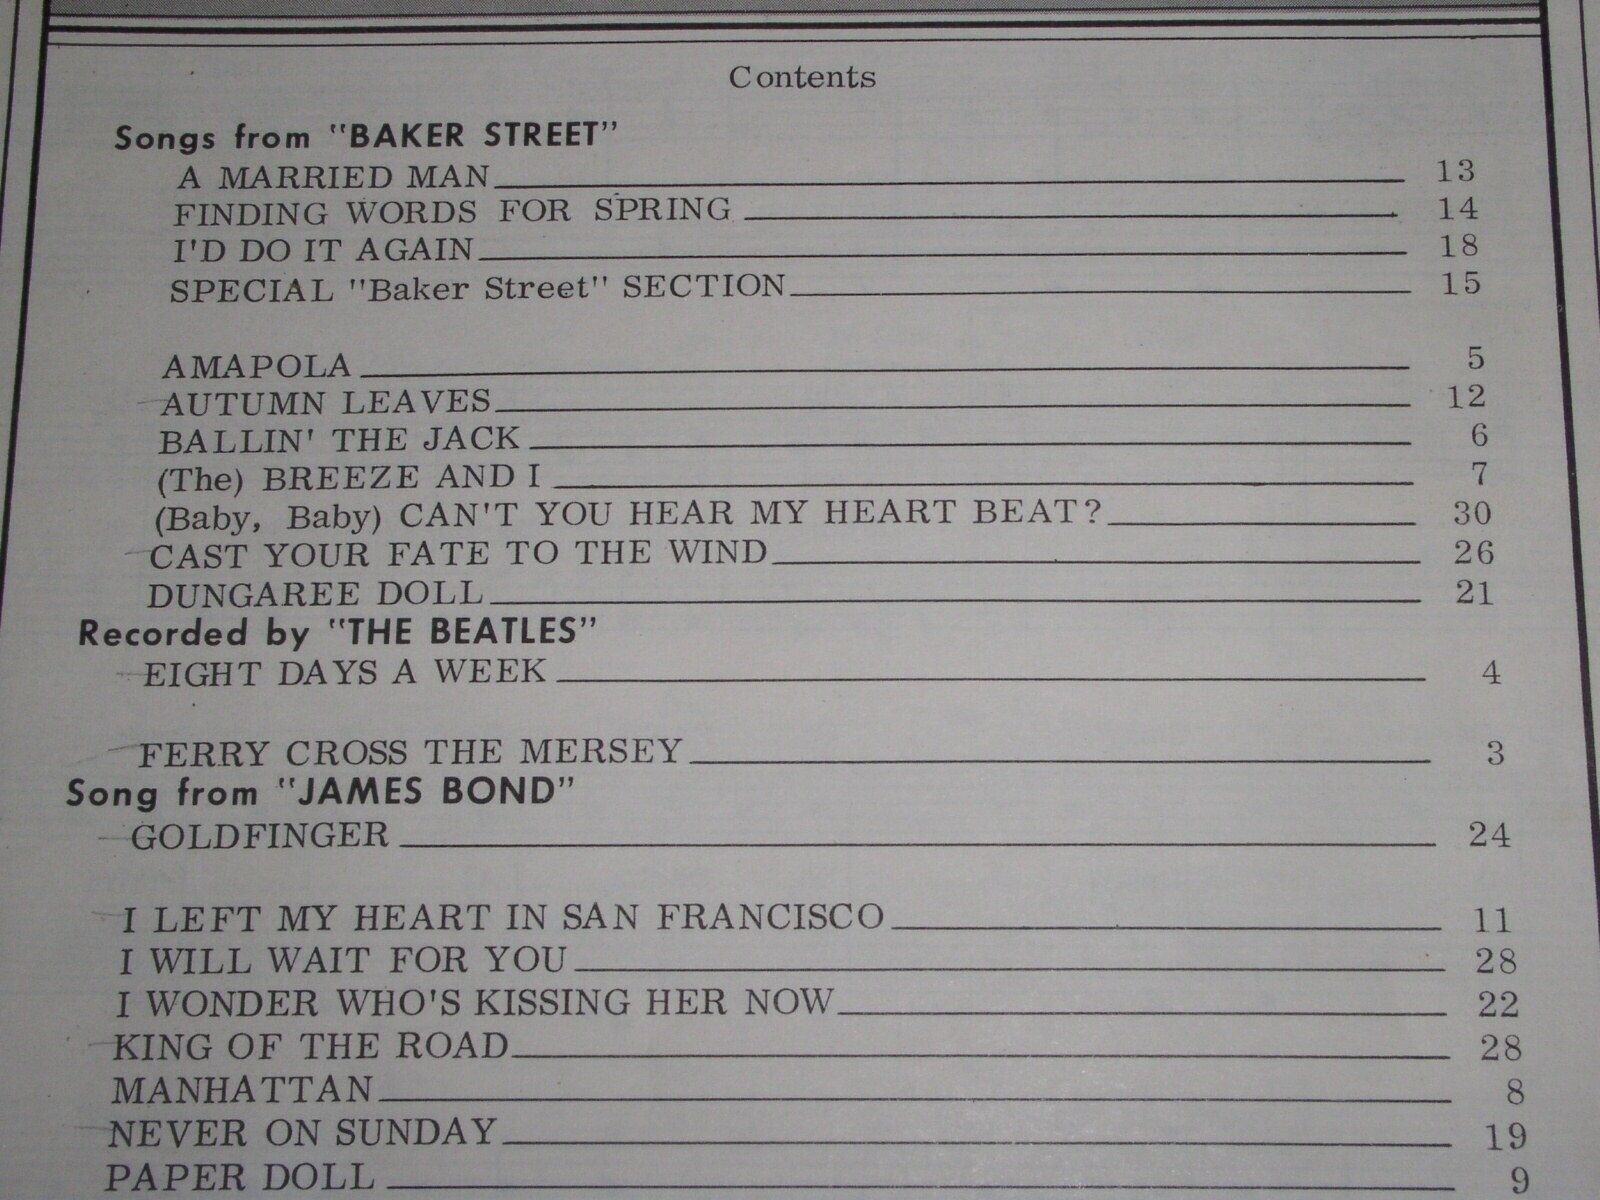 Contents
Songs from "BAKER STREET"
A MARRIED MAN 13
FINDING WORDS FOR SPRING 14
I'D DO IT AGAIN 18
SPECIAL "Baker Street" SECTION 15
AMAPOLA 5
AUTUMN LEAVES 12
BALLIN' THE JACK 6
(The) BREEZE AND I 7
(Baby, Baby) CAN'T YOU HEAR MY HEART BEAT? 30
CAST YOUR FATE TO THE WIND 26
DUNGAREE DOLL 21
Recorded by "THE BEATLES"
EIGHT DAYS A WEEK 4
FERRY CROSS THE MERSEY 3
Song from "JAMES BOND"
GOLDFINGER 24
I LEFT MY HEART IN SAN FRANCISCO 11
I WILL WAIT FOR YOU 28
I WONDER WHO'S KISSING HER NOW 22
KING OF THE ROAD 28
MANHATTAN 8
NEVER ON SUNDAY 19
PAPER DOLL 9